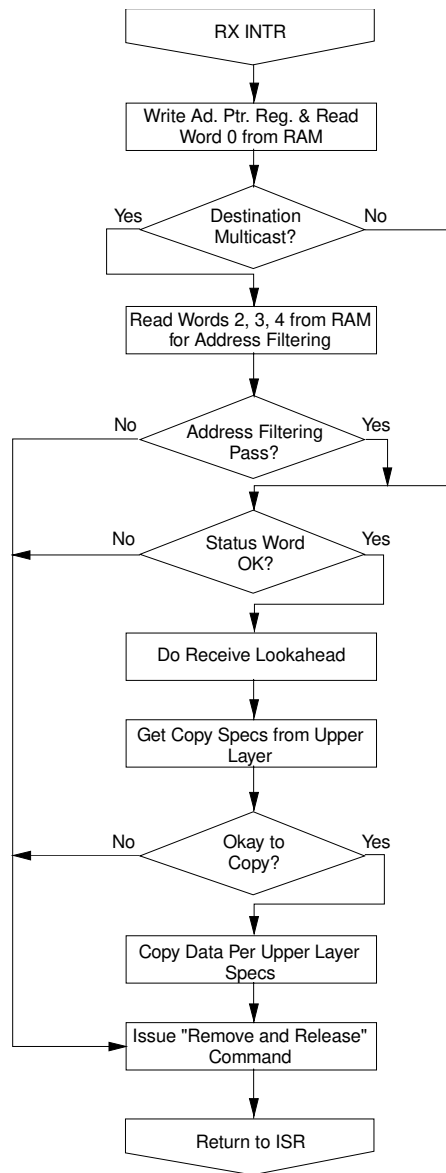 RX INTR
Write Ad. Ptr. Reg. & Read
Word 0 from RAM
Yes
Destination
Multicast?
No
Read Words 2, 3, 4 from RAM
for Address Filtering
No
Address Filtering
Pass?
Yes
No
Status Word
OK?
Yes
Do Receive Lookahead
Get Copy Specs from Upper
Layer
No
Okay to
Copy?
Yes
Copy Data Per Upper Layer
Specs
Issue "Remove and Release"
Command
Return to ISR